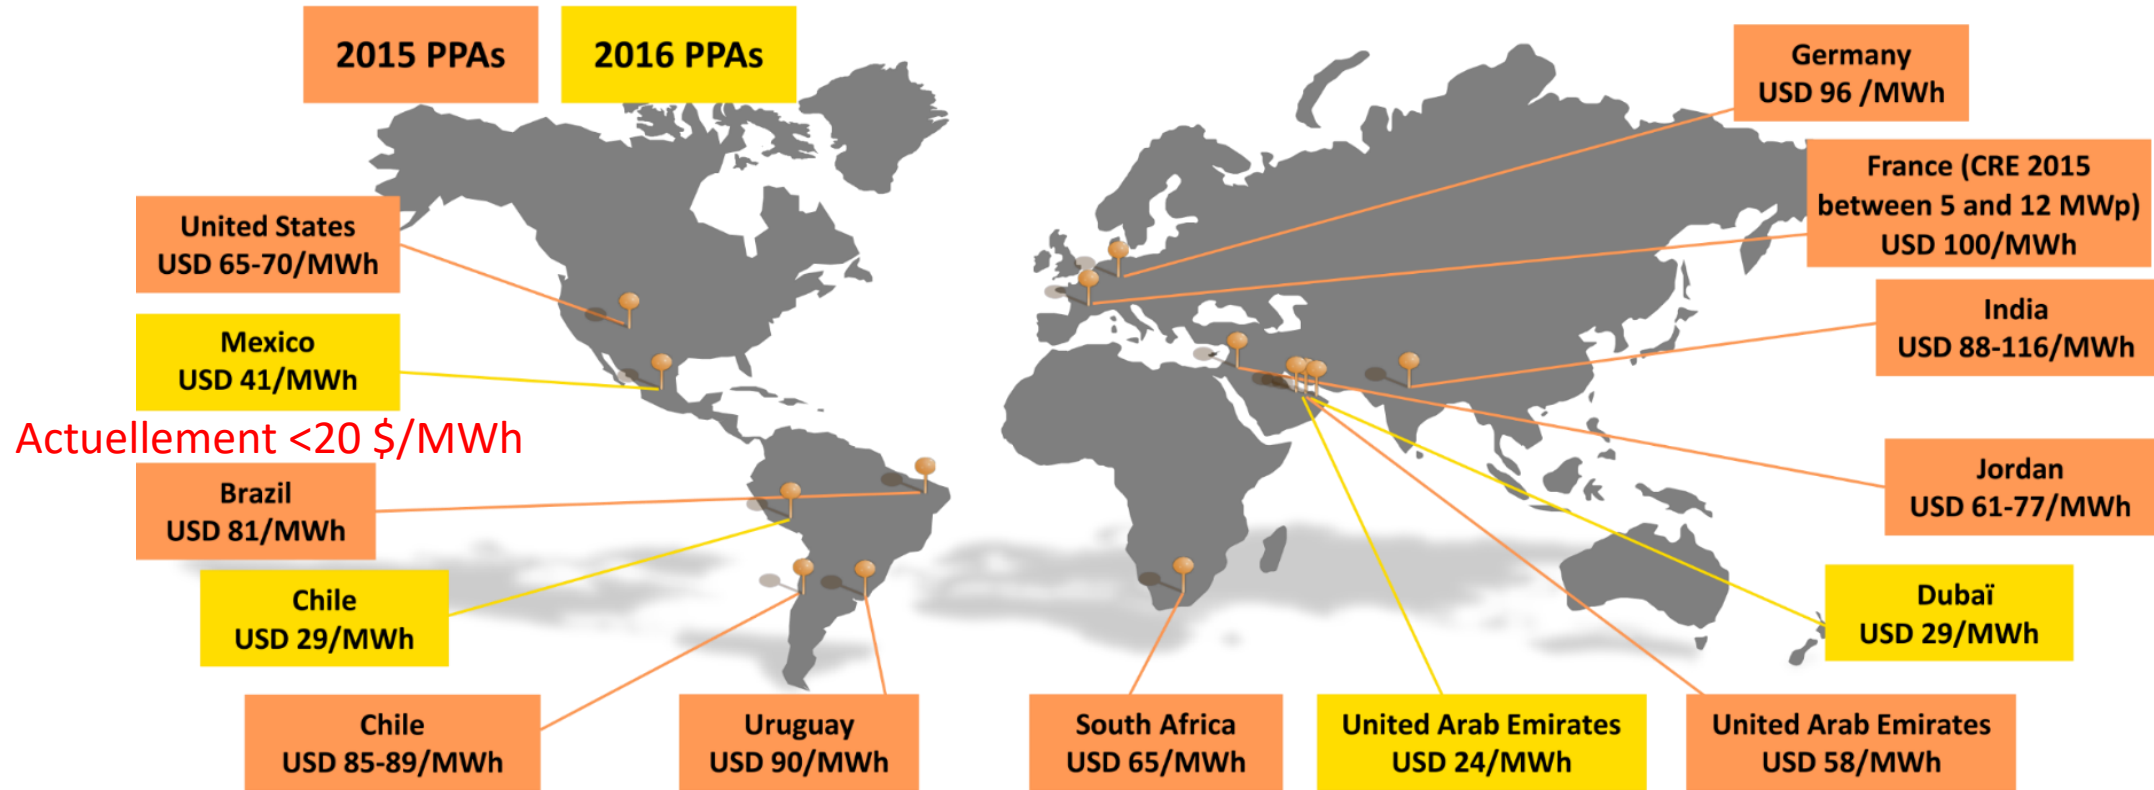 2015 PPAs
2016 PPAs
Germany
USD 96 /MWh
France (CRE 2015
between 5 and 12 MWp)
USD 100/MWh
United States
USD 65-70/MWh
India
USD 88-116/MWh
Mexico
USD 41/MWh
Actuellement <20 $/MWh
Jordan
USD 61-77/MWh
Brazil
USD 81/MWh
Chile
USD 29/MWh
Dubaï
USD 29/MWh
Chile
USD 85-89/MWh
Uruguay
USD 90/MWh
South Africa
USD 65/MWh
United Arab Emirates
USD 24/MWh
United Arab Emirates
USD 58/MWh